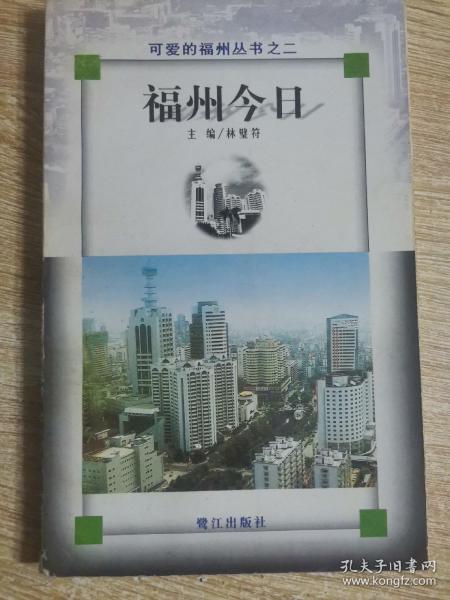 可爱的福州丛书之二
福州今日
主 编/林璧符
鹭江出版社
孔夫子旧书网
www.kongfz.com